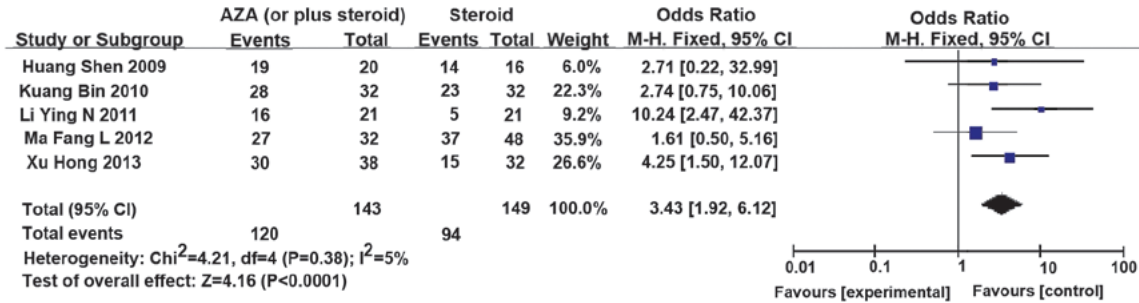 AZA (or plus steroid) Steroid Odds Ratio Odds Ratio
Study or Subgroup Events Total Events Total Weight M-H. Fixed, 95% CI M-H. Fixed, 95% CI
Huang Shen 2009 19 20 14 16 6.0% 2.71 [0.22, 32.99]
Kuang Bin 2010 28 32 23 32 22.3% 2.74 [0.75, 10.06]
Li Ying N 2011 16 21 5 21 9.2% 10.24 [2.47, 42.37]
Ma Fang L 2012 27 32 37 48 35.9% 1.61 [0.50, 5.16]
Xu Hong 2013 30 38 15 32 26.6% 4.25 [1.50, 12.07]
Total (95% CI) 143 149 100.0% 3.43 [1.92, 6.12]
Total events 120 94
Heterogeneity: Chi²=4.21, df=4 (P=0.38); I²=5%
Test of overall effect: Z=4.16 (P<0.0001)
0.01 0.1 1 10 100
Favours [experimental] Favours [control]